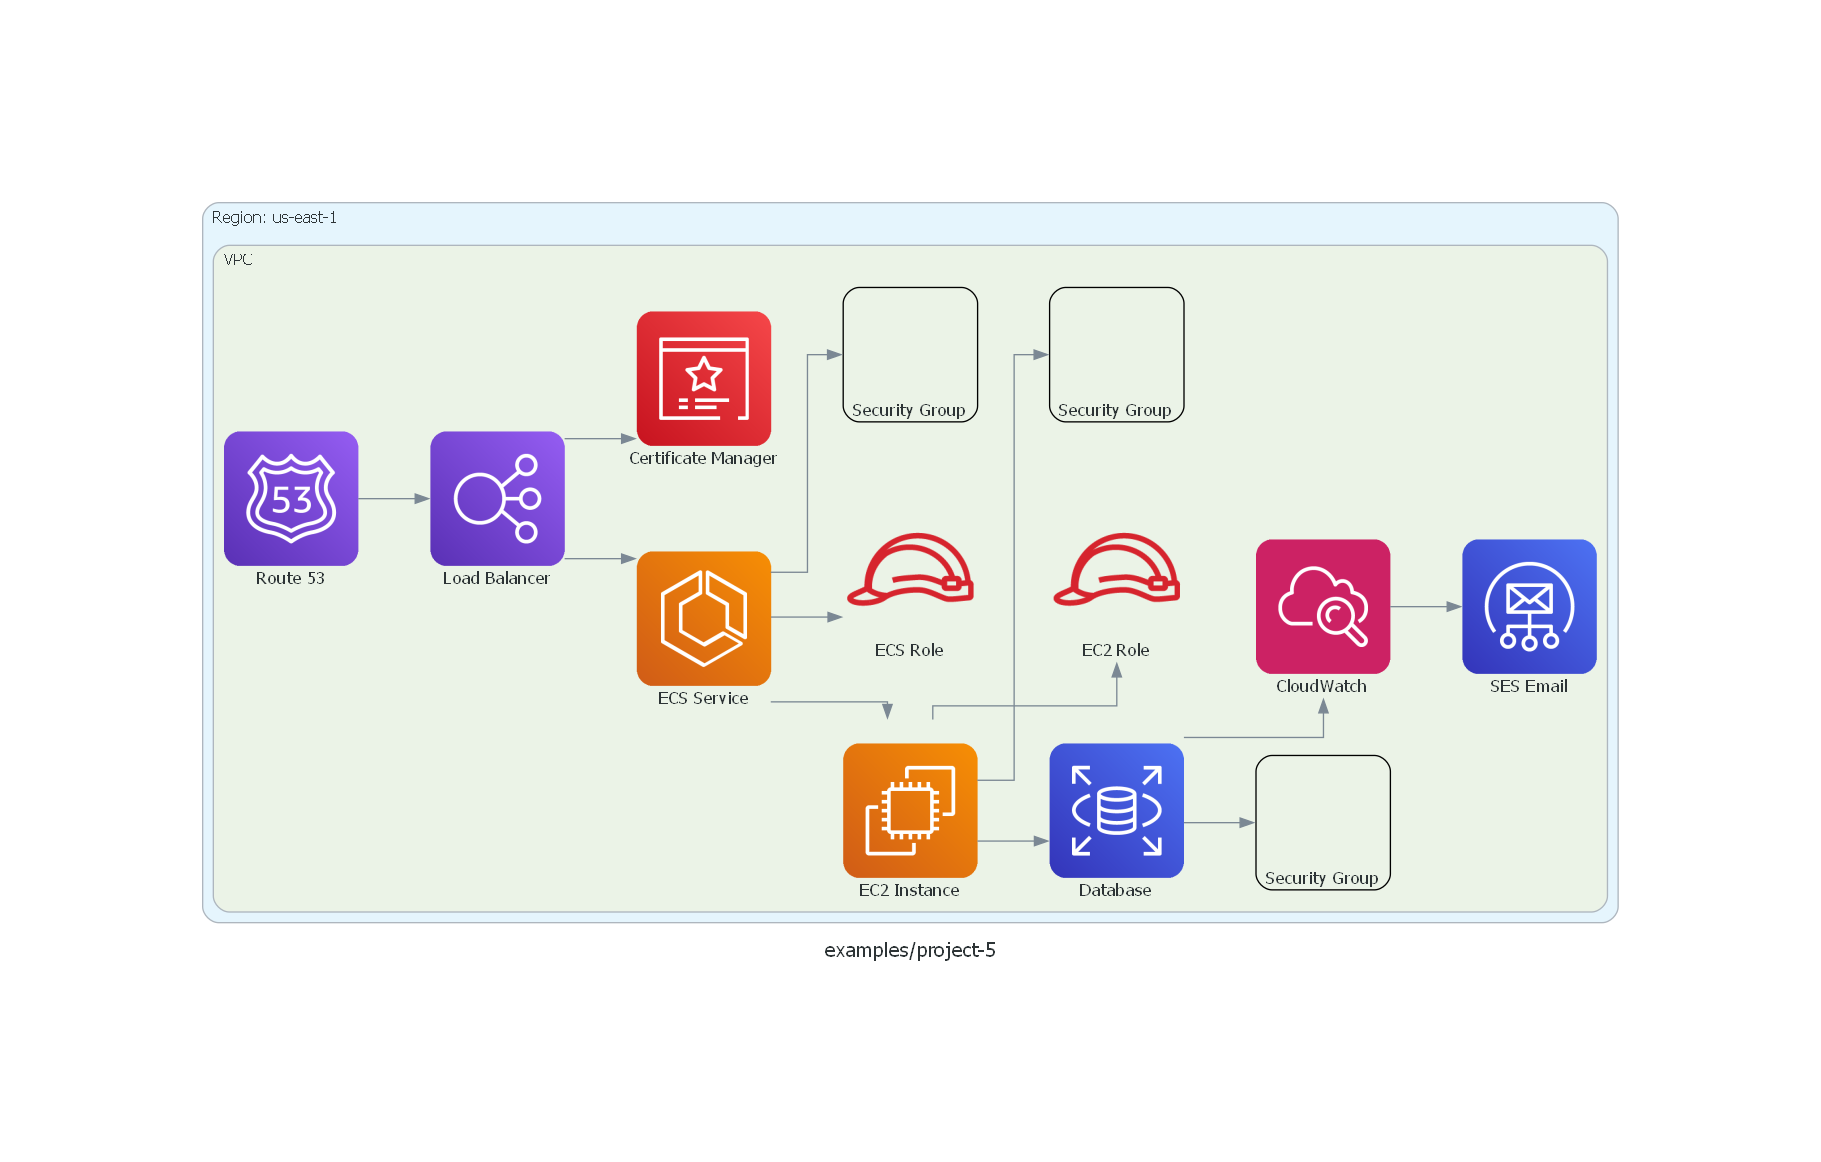 Region: us-east-1
VPC
Security Group
Security Group
Certificate Manager
53
Route 53
Load Balancer
ECS Role
EC2 Role
ECS Service
CloudWatch
SES Email
Security Group
EC2 Instance
Database
examples/project-5